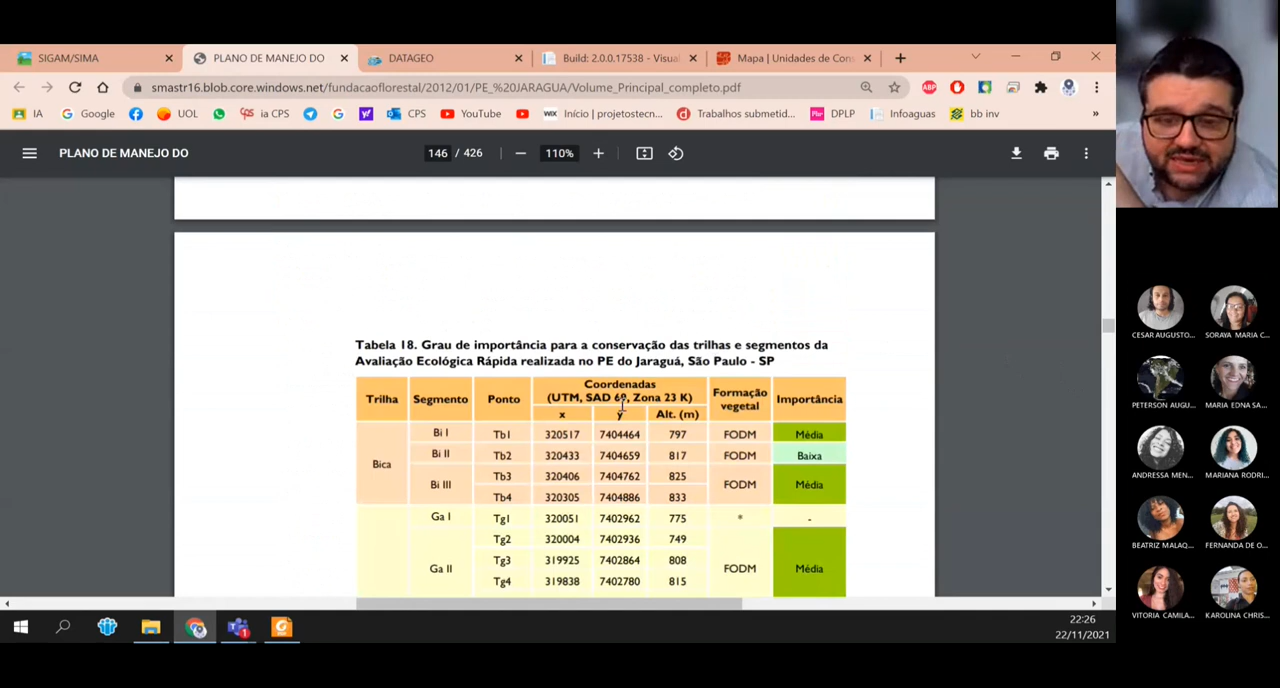 SIGAM/SIMA
PLANO DE MANEJO DO
DATAGEO
Build: 2.0.0.17538 - Visual
Mapa | Unidades de Con
smastr16.blob.core.windows.net/fundacaoflorestal/2012/01/PE_%20JARAGUA/Volume_Principal_completo.pdf
ABP
IA
Google
UOL
ia CPS
CPS
YouTube
WIX
Início | projetostecn...
Trabalhos submetid...
DPLP
Infoaguas
bb inv
»
PLANO DE MANEJO DO
146 / 426
110%
Tabela 18. Grau de importância para a conservação das trilhas e segmentos da
Avaliação Ecológica Rápida realizada no PE do Jaraguá, São Paulo - SP
Trilha Segmento Ponto Coordenadas (UTM, SAD 69, Zona 23 K) Formação vegetal Importância
x y Alt. (m)
Bica
Bi I Tb1 320517 7404464 797 FODM Média
Bi II Tb2 320433 7404659 817 FODM Baixa
Bi III Tb3 320406 7404762 825 FODM Média
Tb4 320305 7404886 833
Ga I Tg1 320051 7402962 775 * -
Tg2 320004 7402936 749
Ga II Tg3 319925 7402864 808 FODM Média
Tg4 319838 7402780 815
CESAR AUGUSTO...
SORAYA MARIA C...
PETERSON AUGU...
MARIA EDNA SA...
ANDRESSA MEN...
MARIANA RODRI...
BEATRIZ MALAQ...
FERNANDA DE O...
VITORIA CAMILA...
KAROLINA CHRIS...
22:26
22/11/2021